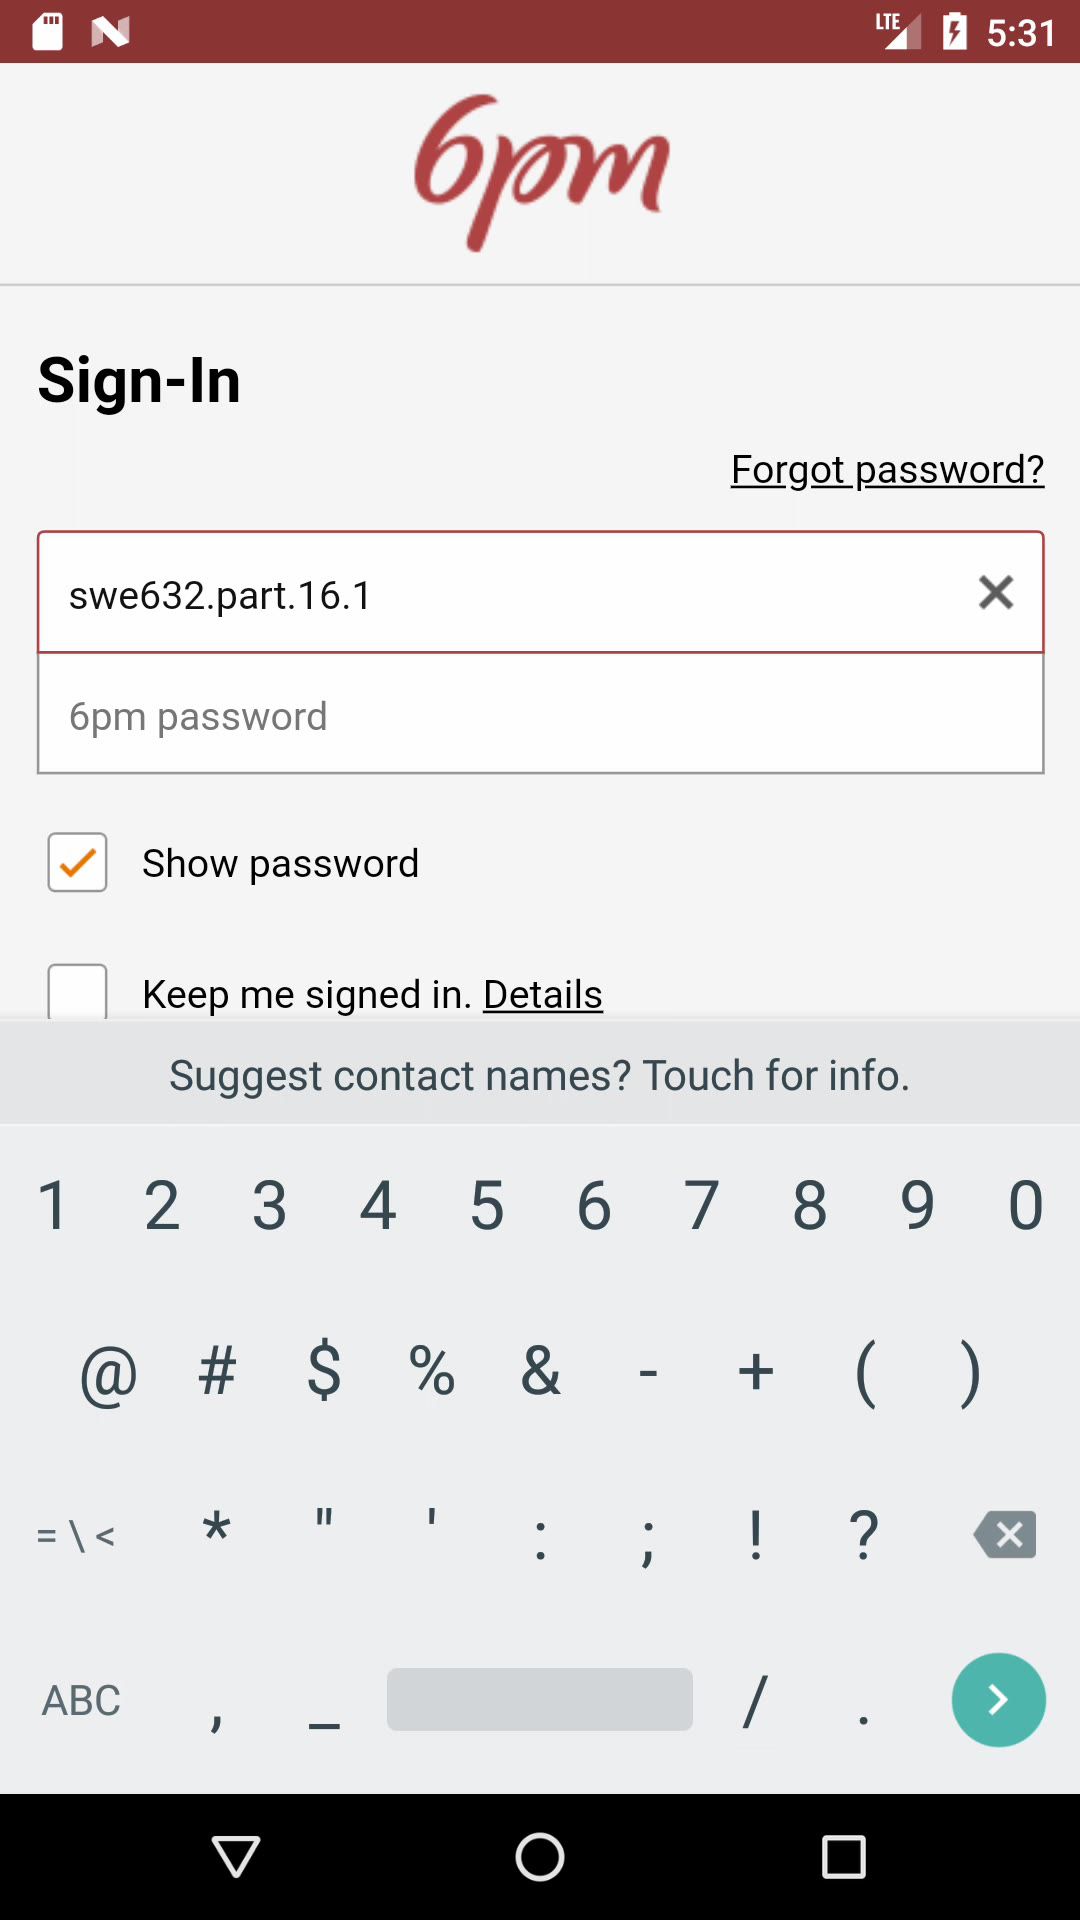 LTE 5:31
6pm
Sign-In
Forgot password?
swe632.part.16.1
6pm password
Show password
Keep me signed in. Details
Suggest contact names? Touch for info.
1 2 3 4 5 6 7 8 9 0
@ # $ % & - + ( )
= \ < * " ' : ; ! ?
ABC , _ / .